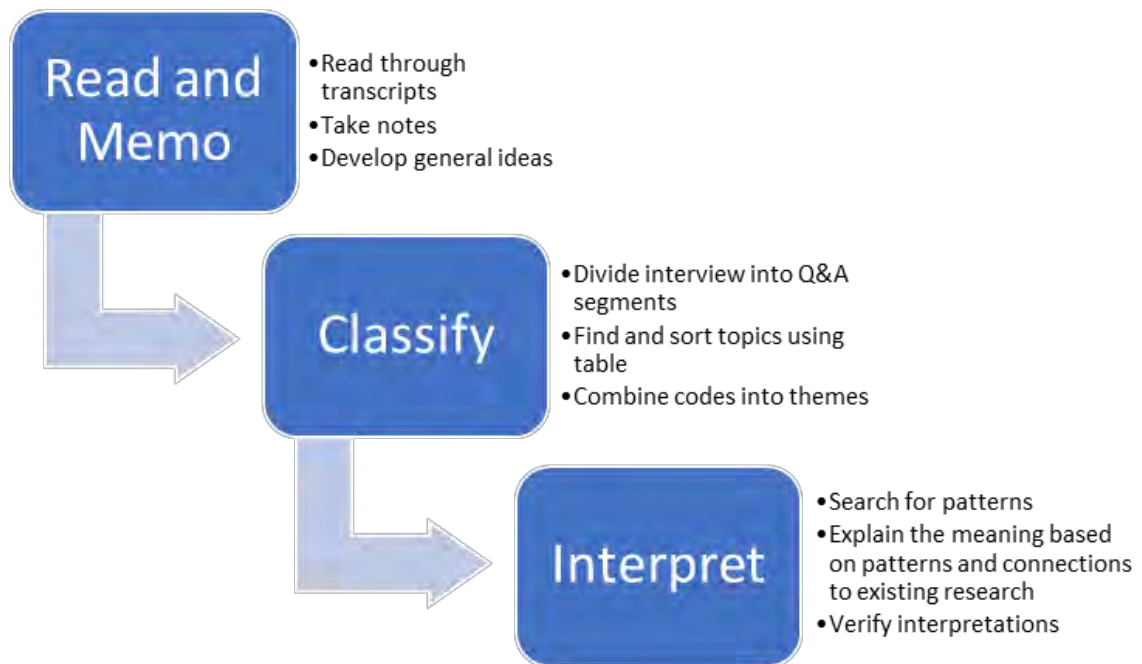 Read and
Memo
•Read through
transcripts
•Take notes
•Develop general ideas
Classify
•Divide interview into Q&A
segments
•Find and sort topics using
table
•Combine codes into themes
Interpret
•Search for patterns
•Explain the meaning based
on patterns and connections
to existing research
•Verify interpretations